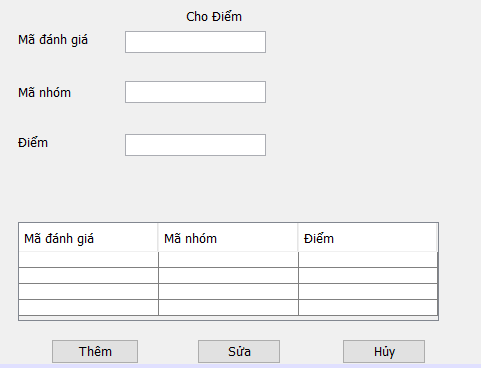 Cho Điểm
Mã đánh giá
Mã nhóm
Điểm
Mã đánh giá Mã nhóm Điểm
Thêm Sửa Hủy